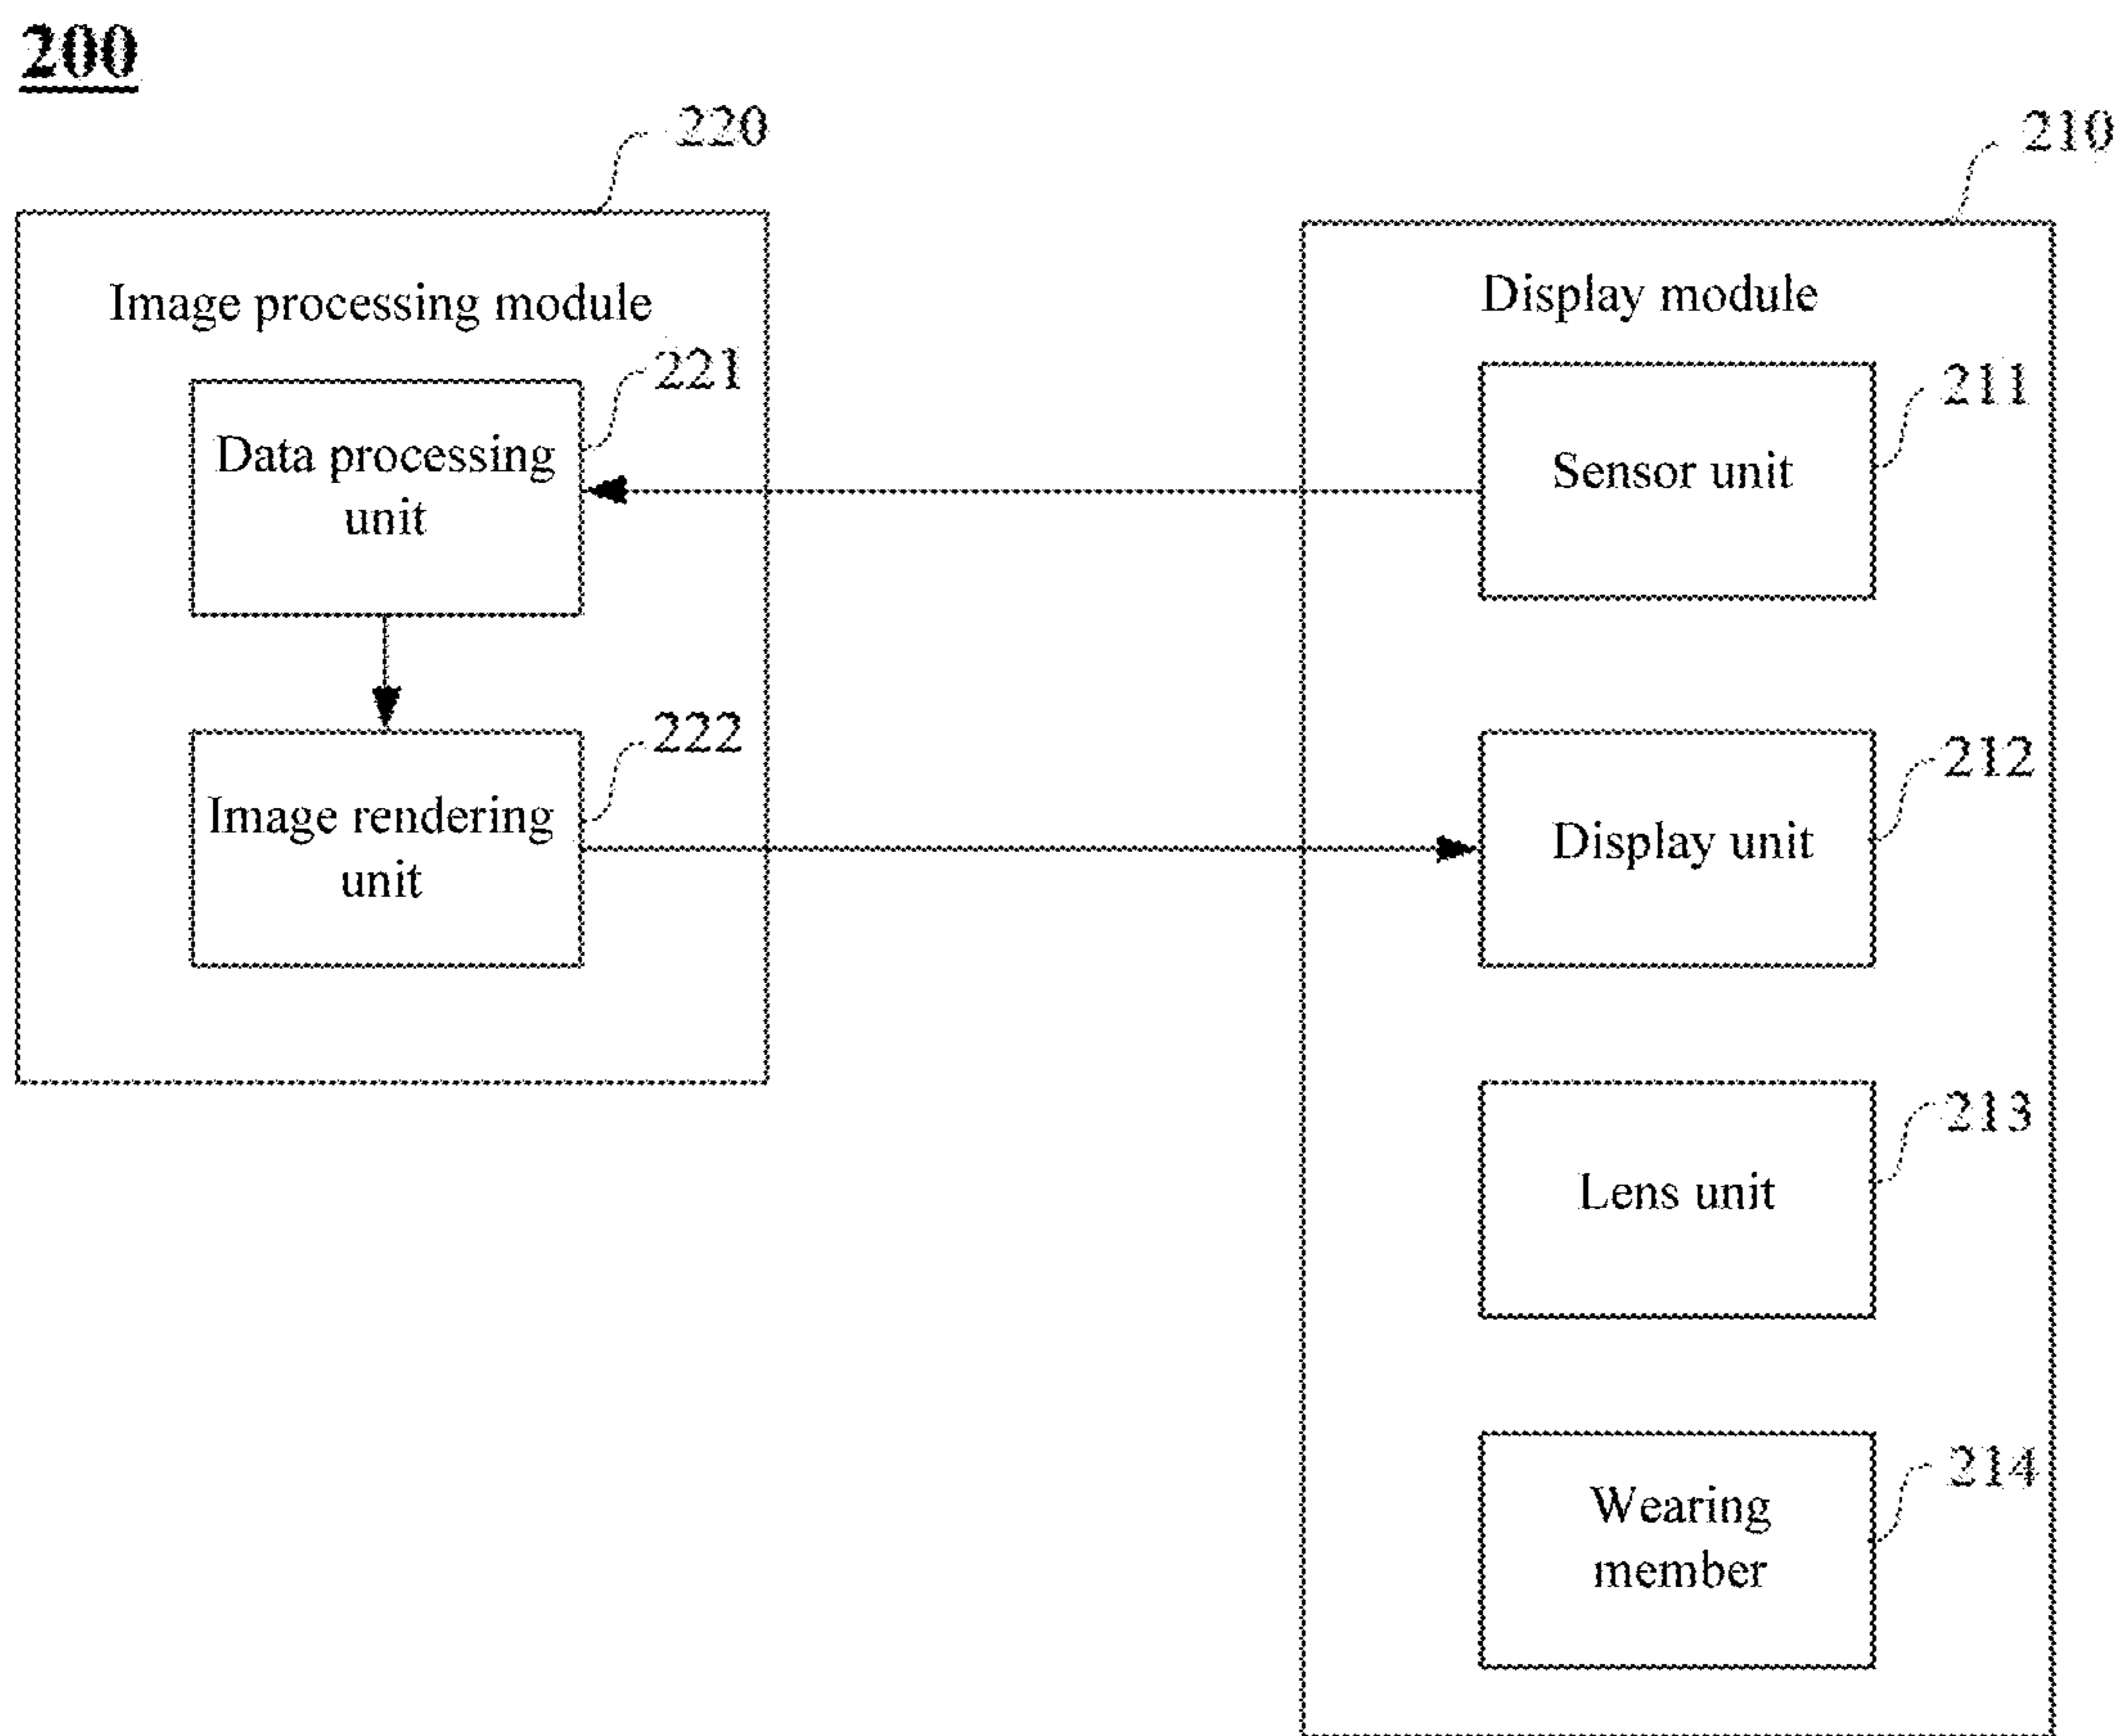 200
220
210
Image processing module
Display module
221
211
Data processing
unit
Sensor unit
222
212
Image rendering
unit
Display unit
213
Lens unit
214
Wearing
member